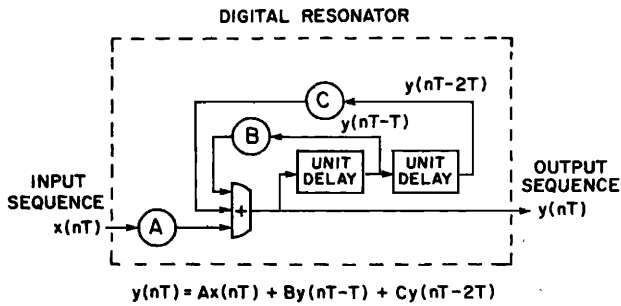 DIGITAL RESONATOR
y(nT-2T)
C
y(nT-T)
B
UNIT DELAY
UNIT DELAY
INPUT SEQUENCE
x(nT)
A
+
OUTPUT SEQUENCE
y(nT)
y(nT) = Ax(nT) + By(nT-T) + Cy(nT-2T)